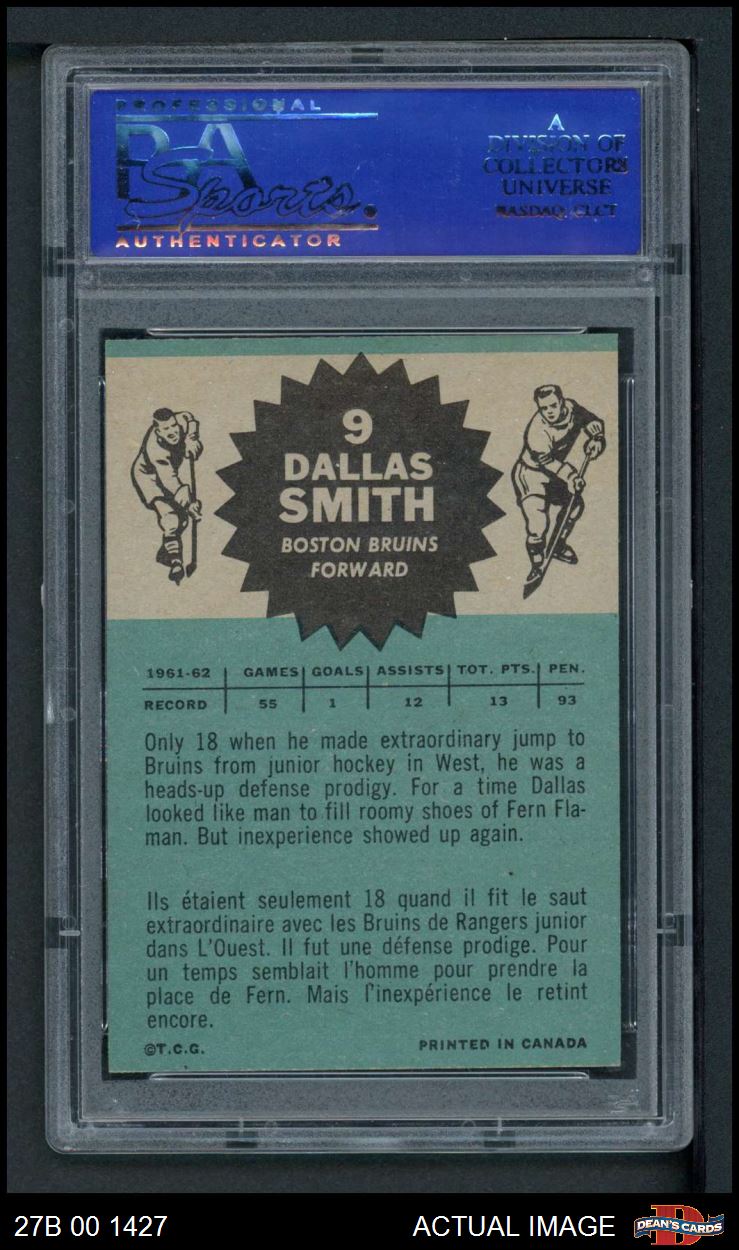 PROFESSIONAL
PSA
Sports.
AUTHENTICATOR
A
DIVISION OF
COLLECTORS
UNIVERSE
NASDAQ: CLCT
9
DALLAS
SMITH
BOSTON BRUINS
FORWARD
1961-62 GAMES GOALS ASSISTS TOT. PTS. PEN.
RECORD 55 1 12 13 93
Only 18 when he made extraordinary jump to
Bruins from junior hockey in West, he was a
heads-up defense prodigy. For a time Dallas
looked like man to fill roomy shoes of Fern Fla-
man. But inexperience showed up again.
Ils étaient seulement 18 quand il fit le saut
extraordinaire avec les Bruins de Rangers junior
dans L'Ouest. Il fut une défense prodige. Pour
un temps semblait l'homme pour prendre la
place de Fern. Mais l'inexpérience le retint
encore.
©T.C.G. PRINTED IN CANADA
27B 00 1427 ACTUAL IMAGE DEAN'S CARDS